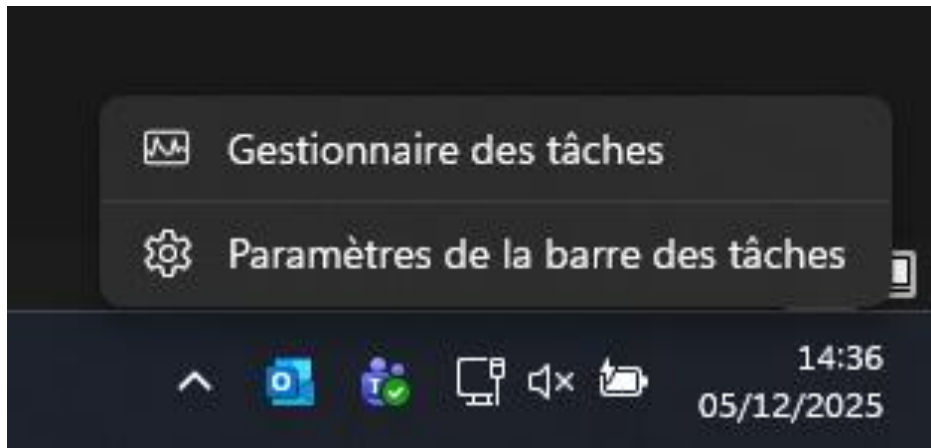 Gestionnaire des tâches
Paramètres de la barre des tâches
14:36
05/12/2025